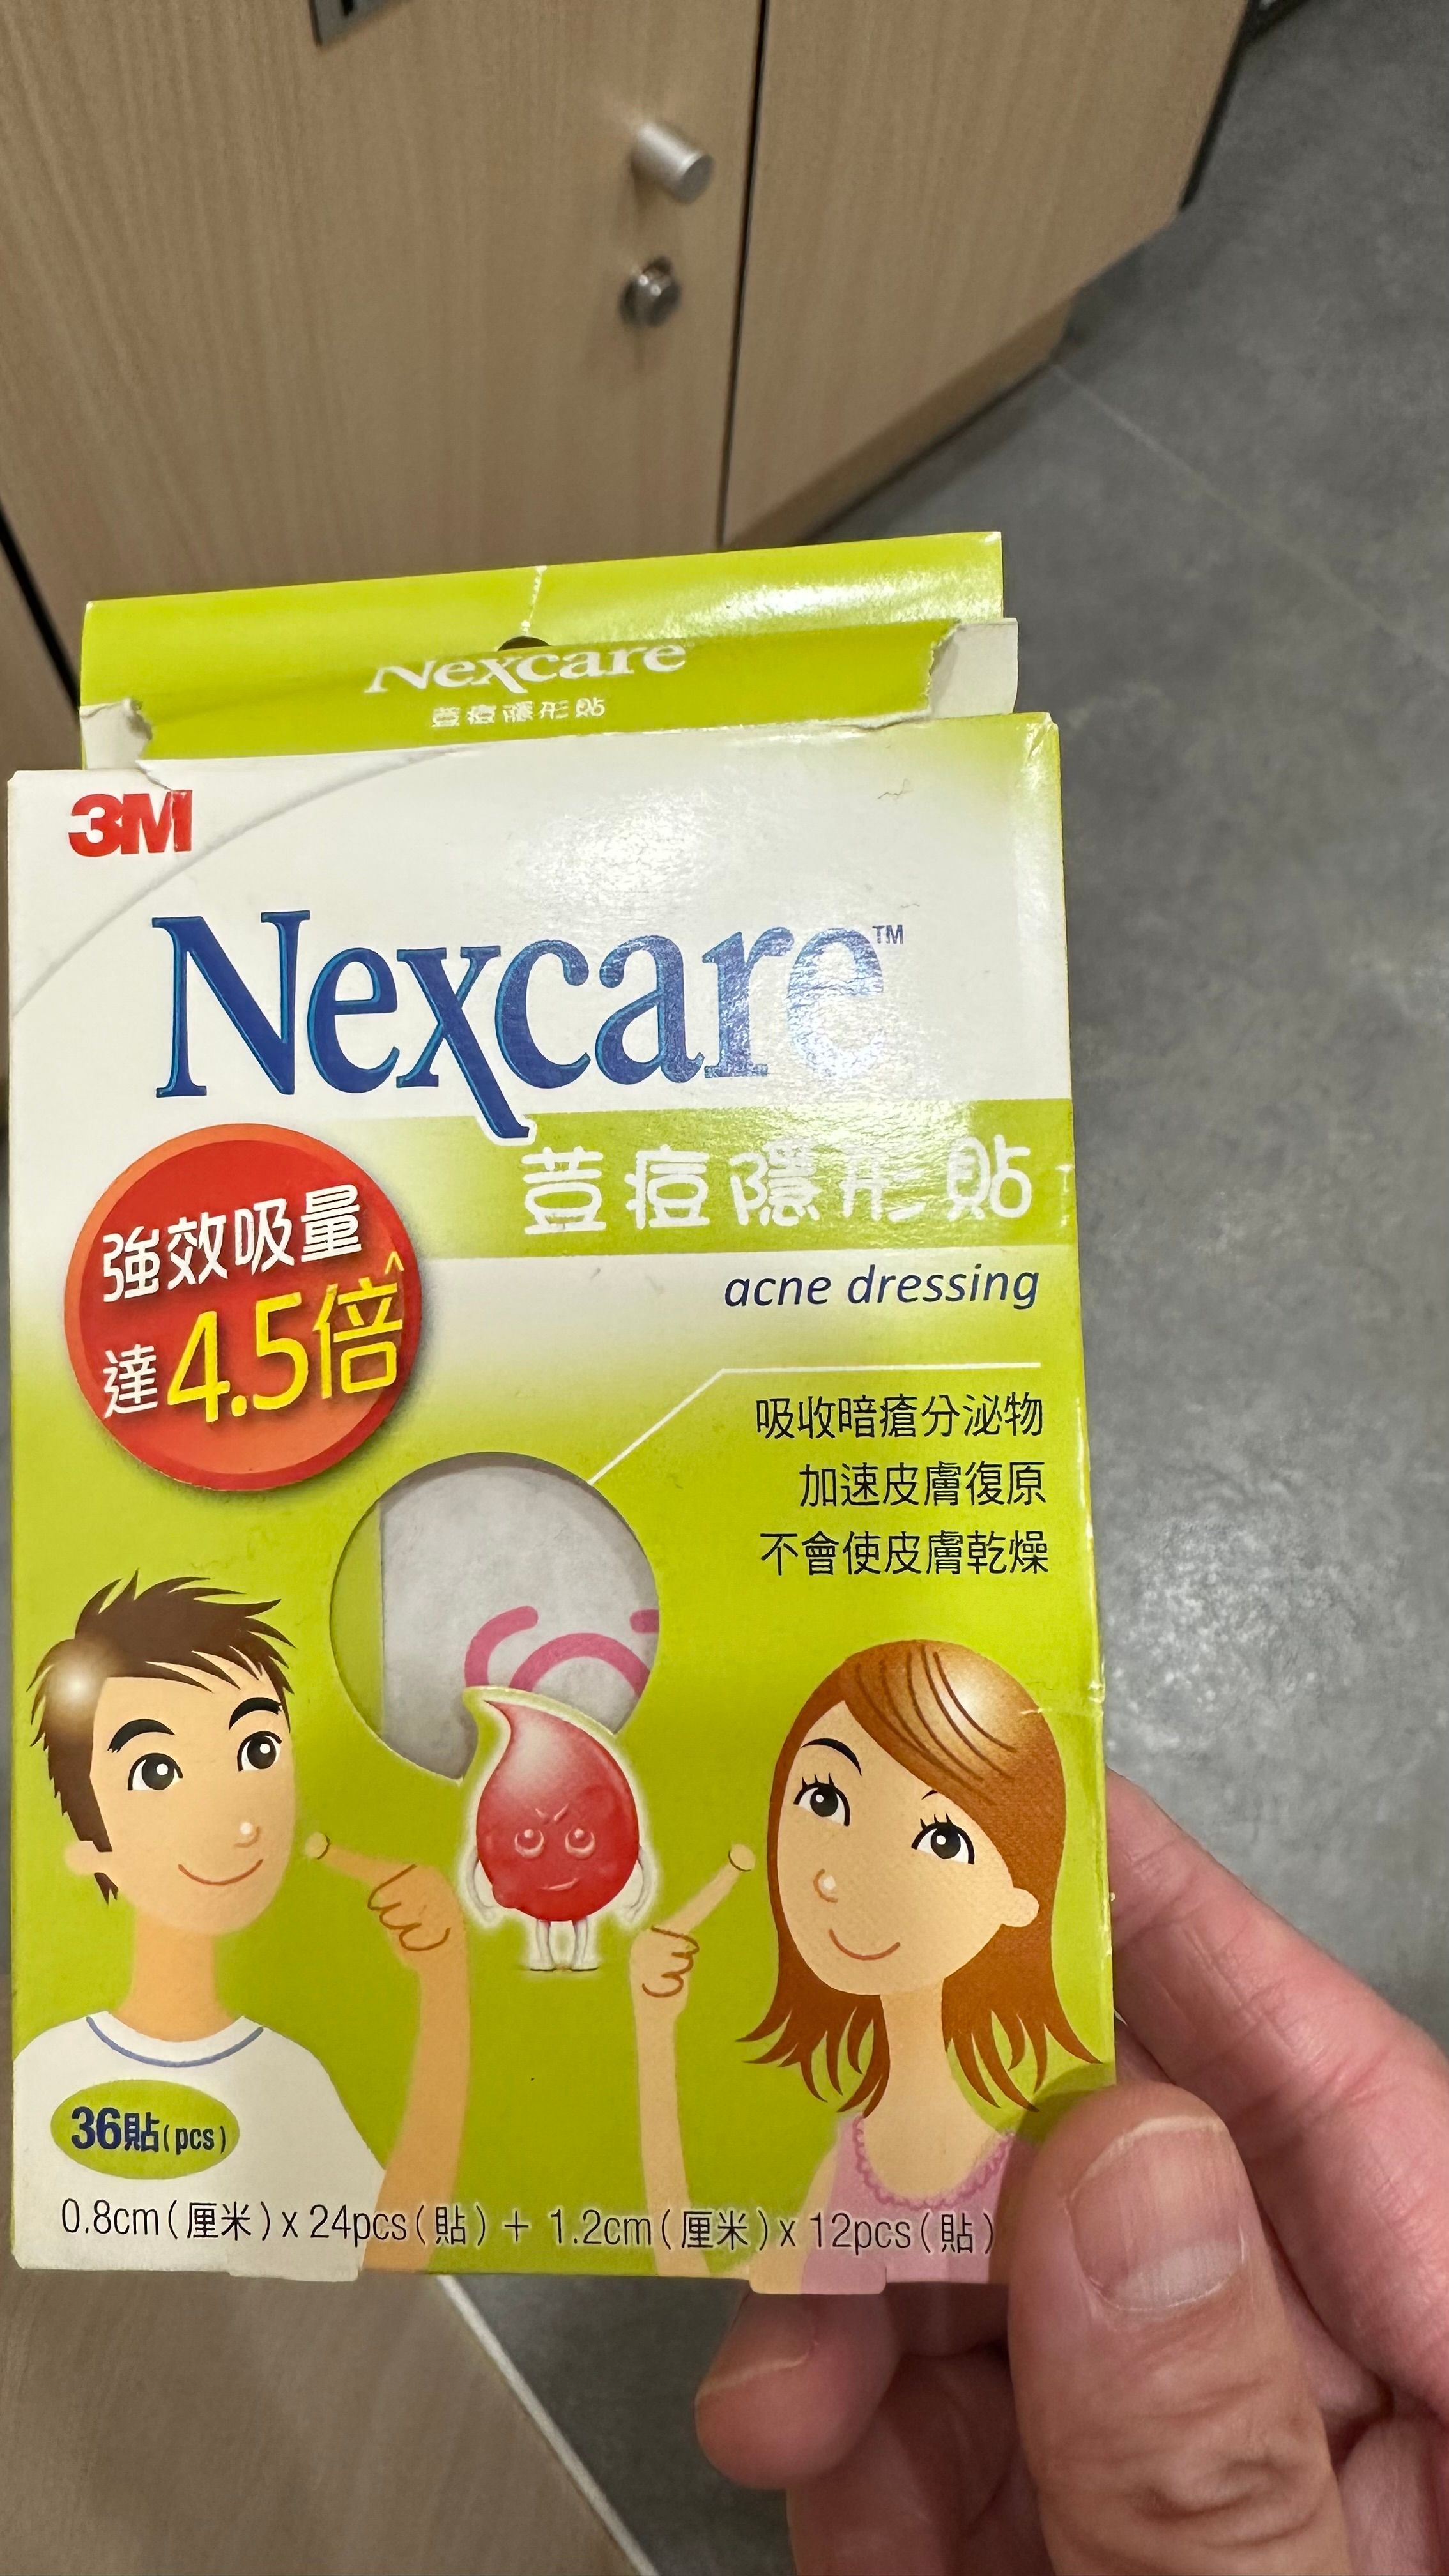 Nexcare
荳痘隱形貼
3M
Nexcare™
荳痘隱形貼
acne dressing
強效吸量
達4.5倍^
吸收暗瘡分泌物
加速皮膚復原
不會使皮膚乾燥
36貼(pcs)
0.8cm(厘米)x 24pcs(貼) + 1.2cm(厘米)x 12pcs(貼)